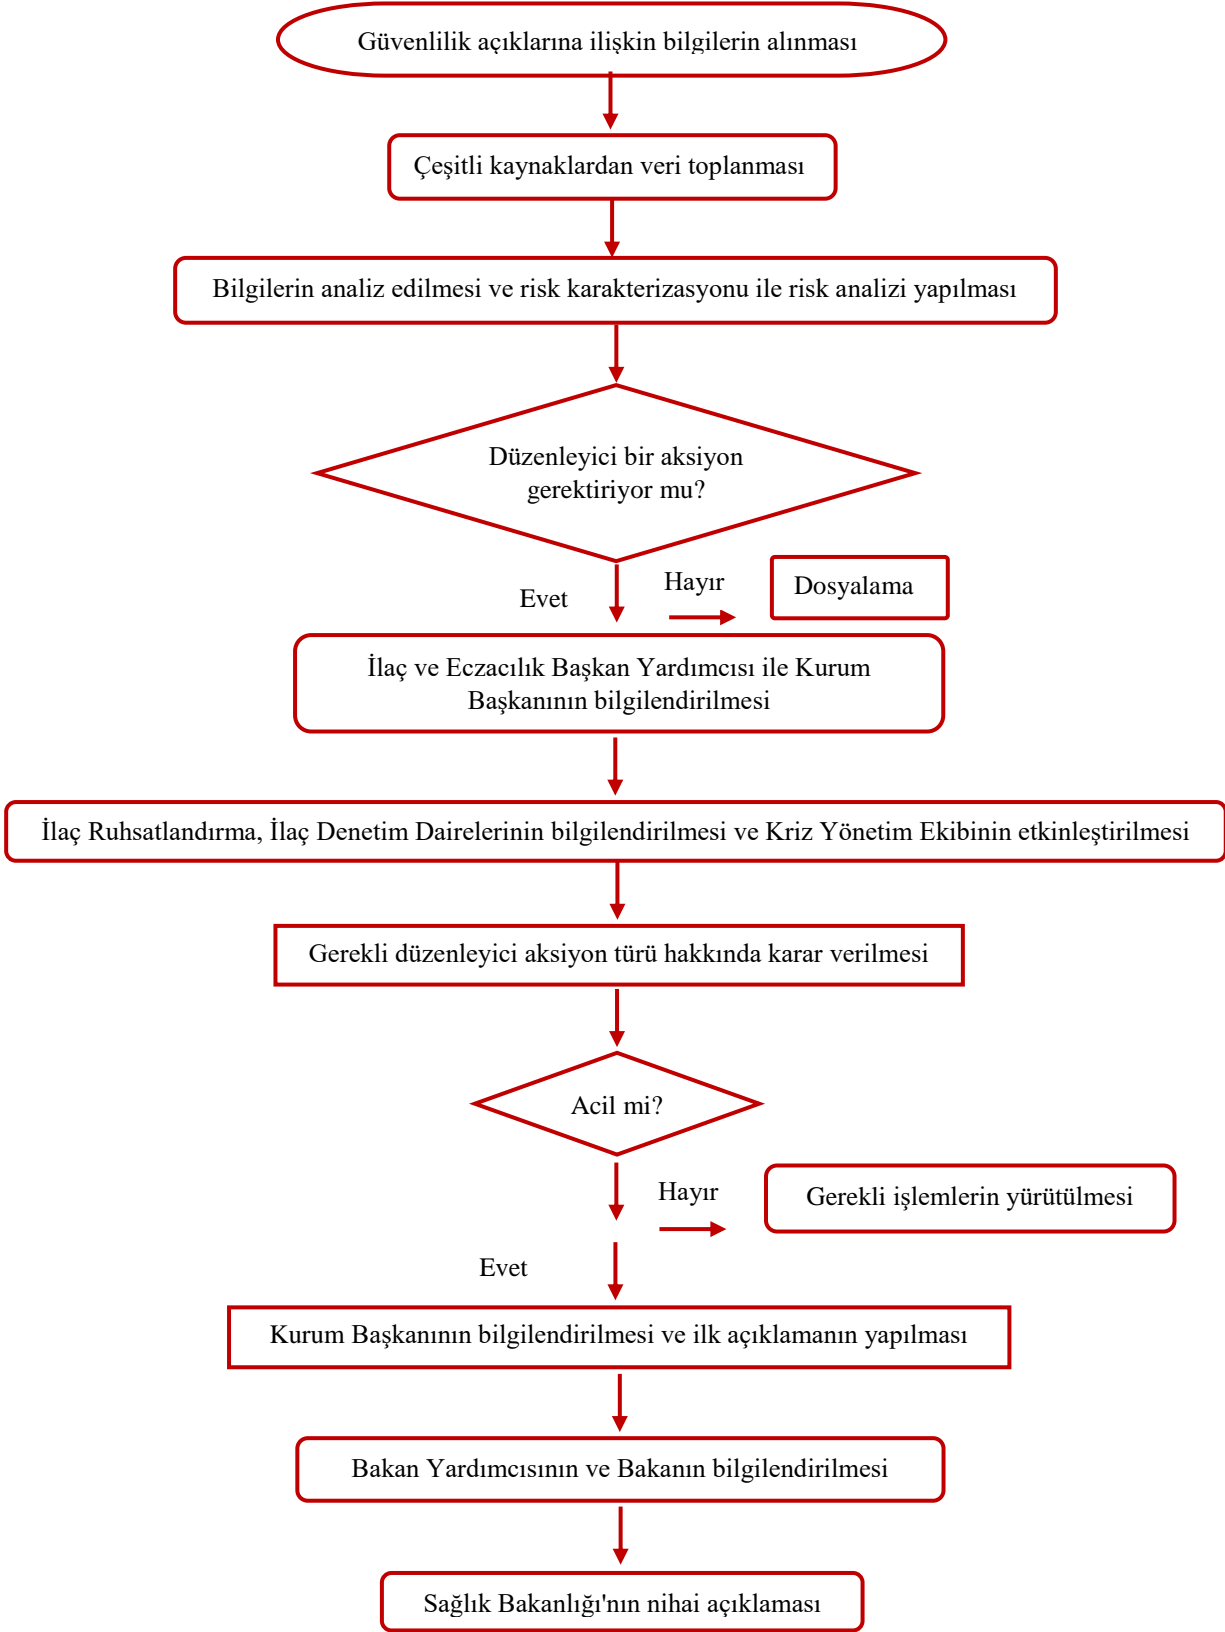 Güvenlilik açıklarına ilişkin bilgilerin alınması
Çeşitli kaynaklardan veri toplanması
Bilgilerin analiz edilmesi ve risk karakterizasyonu ile risk analizi yapılması
Düzenleyici bir aksiyon
gerektiriyor mu?
Evet
Hayır
Dosyalama
İlaç ve Eczacılık Başkan Yardımcısı ile Kurum
Başkanının bilgilendirilmesi
İlaç Ruhsatlandırma, İlaç Denetim Dairelerinin bilgilendirilmesi ve Kriz Yönetim Ekibinin etkinleştirilmesi
Gerekli düzenleyici aksiyon türü hakkında karar verilmesi
Acil mi?
Hayır
Gerekli işlemlerin yürütülmesi
Evet
Kurum Başkanının bilgilendirilmesi ve ilk açıklamanın yapılması
Bakan Yardımcısının ve Bakanın bilgilendirilmesi
Sağlık Bakanlığı'nın nihai açıklaması